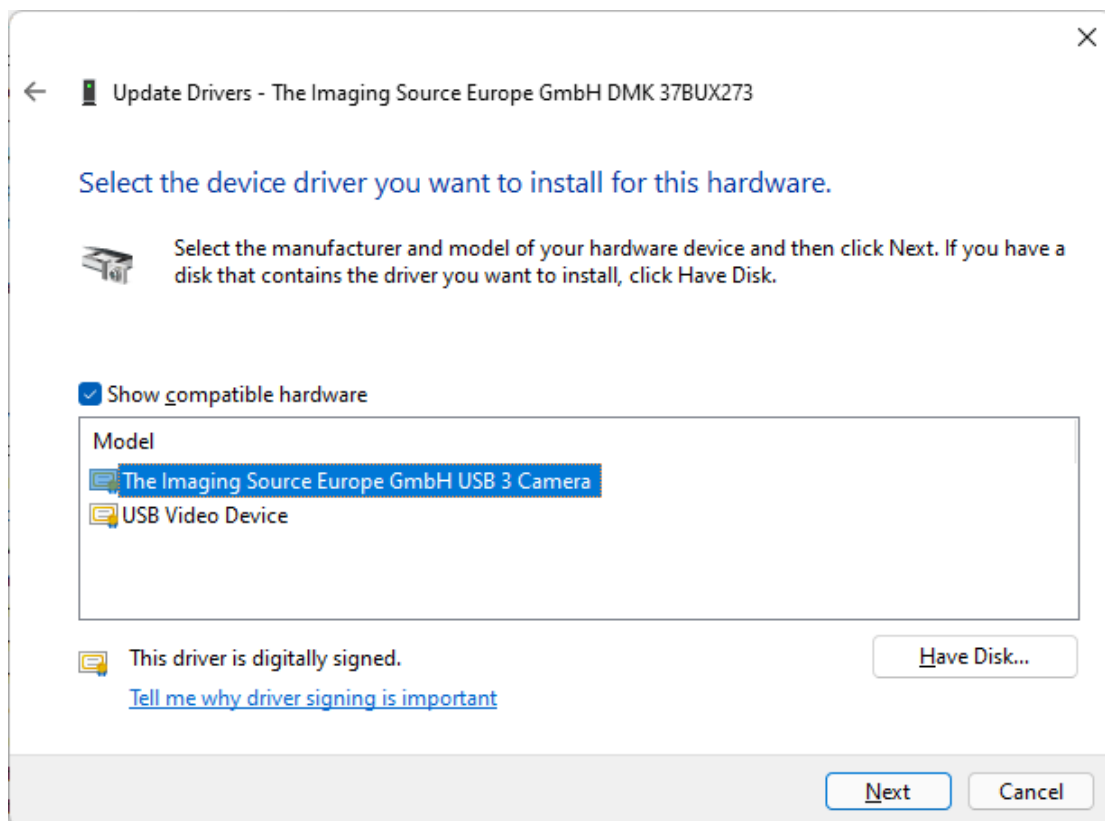 Update Drivers - The Imaging Source Europe GmbH DMK 37BUX273
Select the device driver you want to install for this hardware.
Select the manufacturer and model of your hardware device and then click Next. If you have a
disk that contains the driver you want to install, click Have Disk.
Show compatible hardware
Model
The Imaging Source Europe GmbH USB 3 Camera
USB Video Device
This driver is digitally signed.
Have Disk...
Tell me why driver signing is important
Next
Cancel